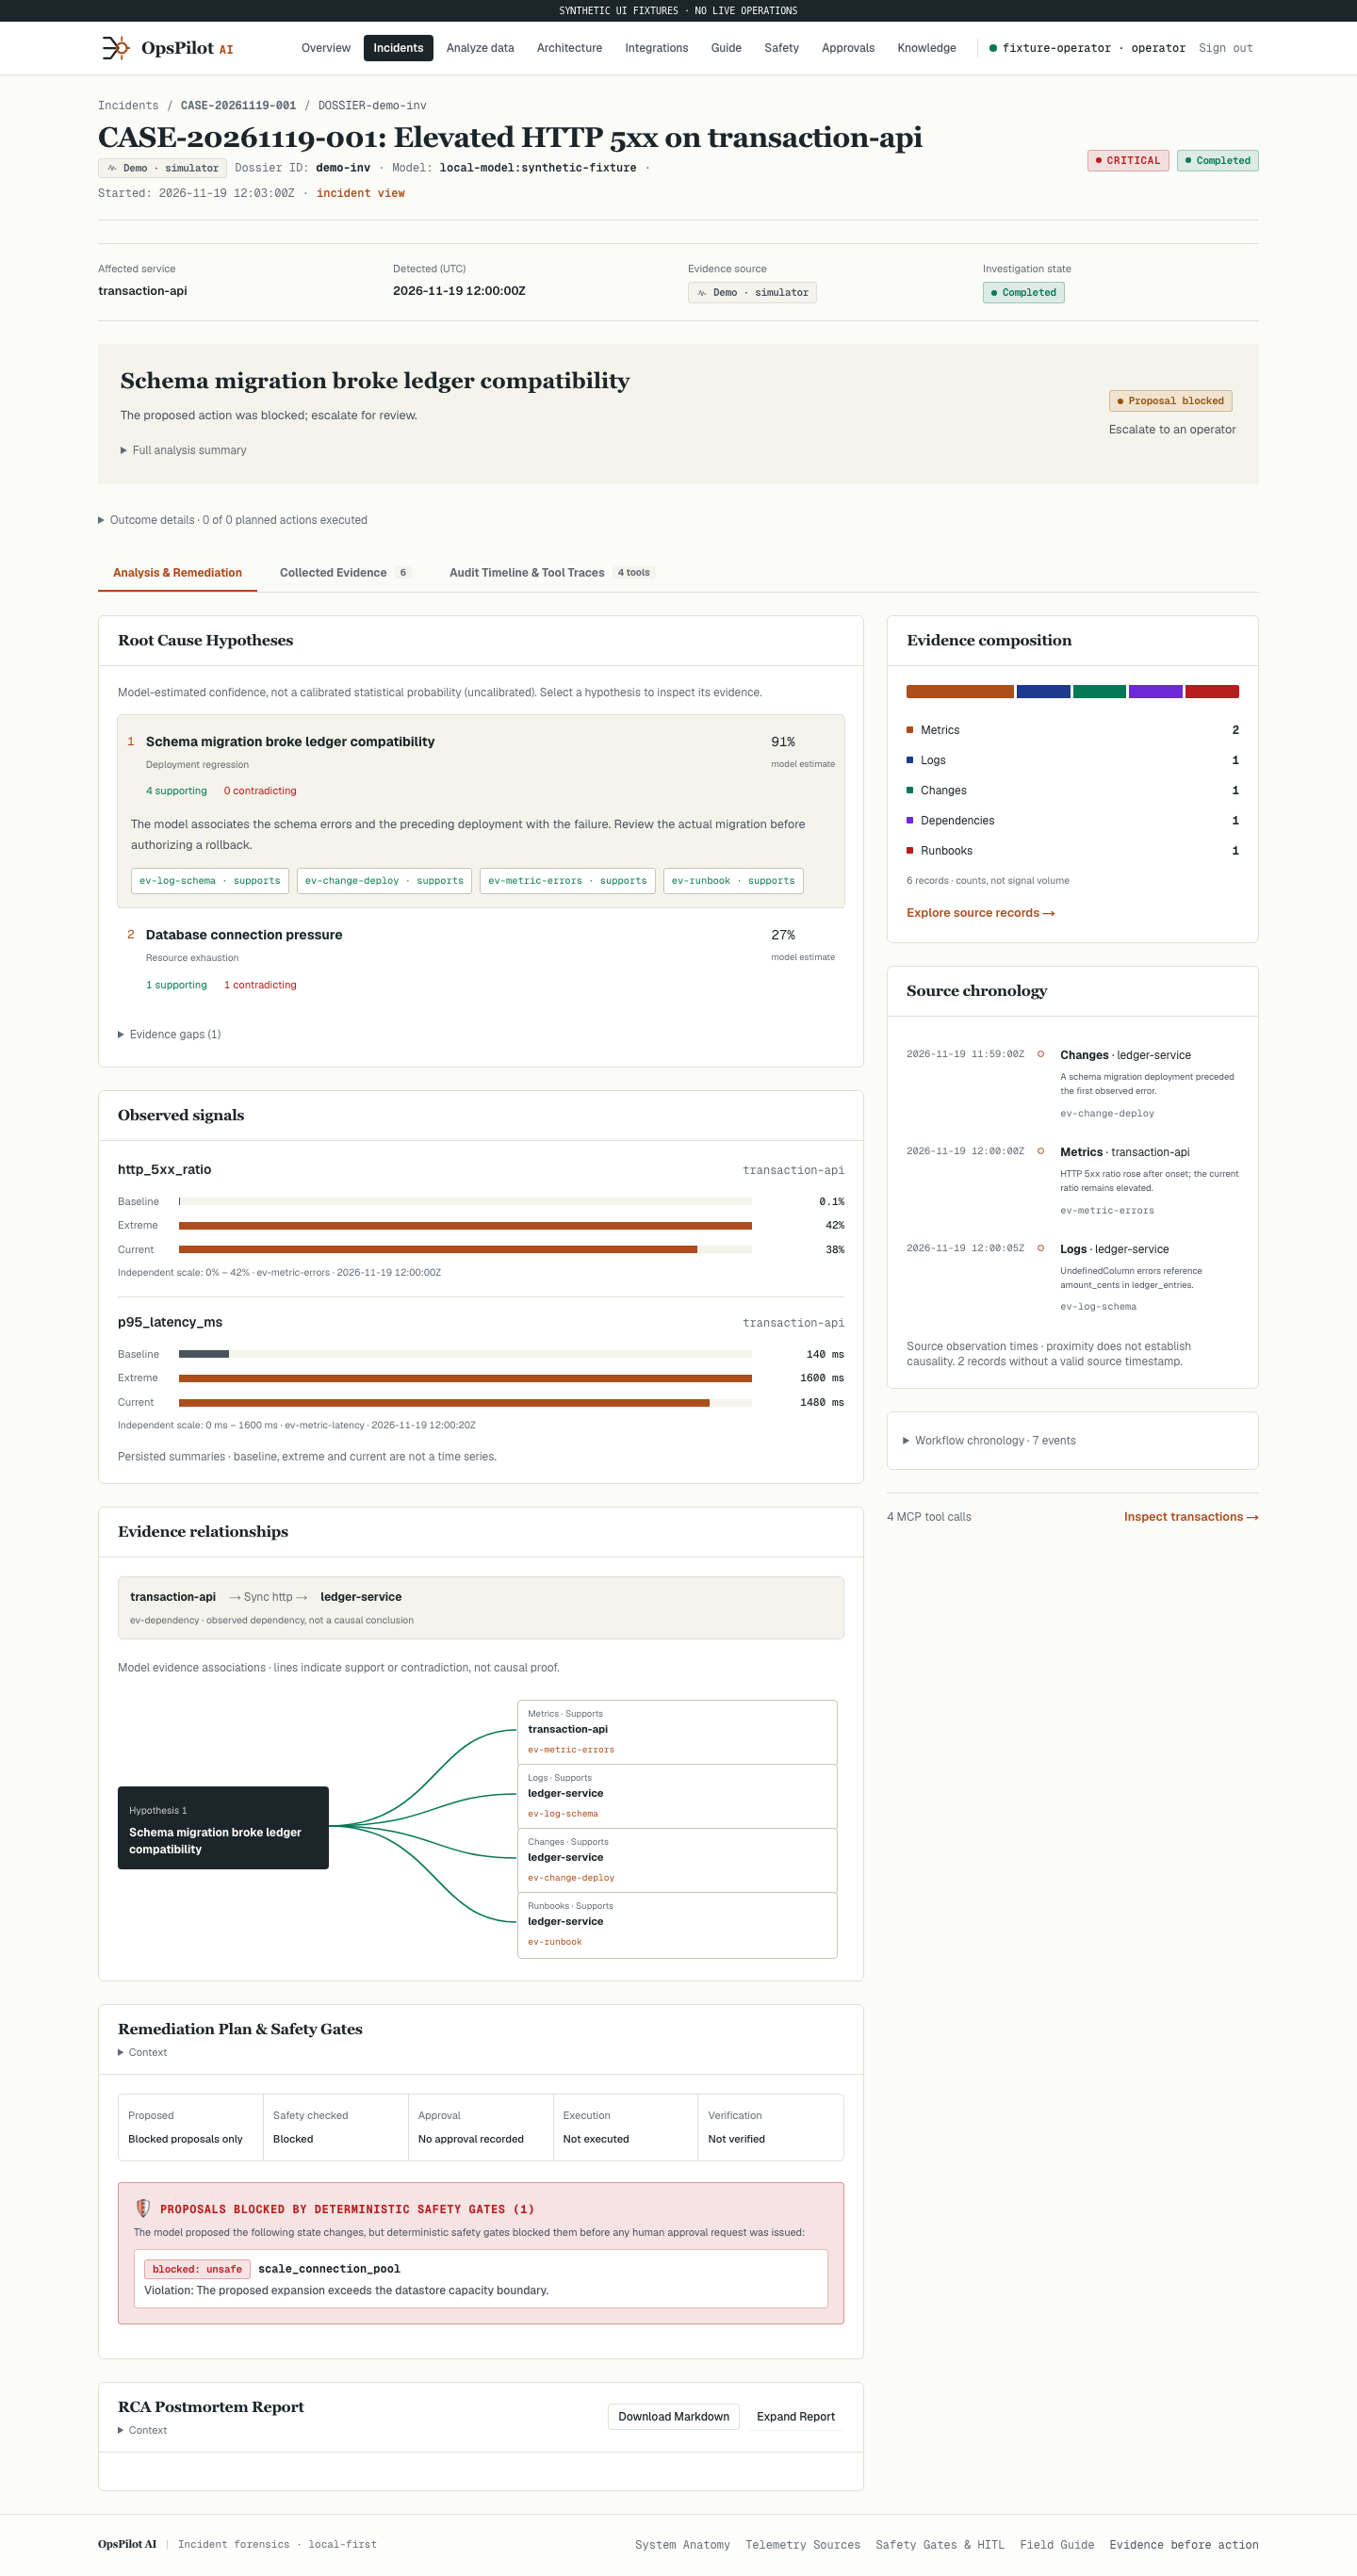 SYNTHETIC UI FIXTURES · NO LIVE OPERATIONS
OpsPilot AI
Overview Incidents Analyze data Architecture Integrations Guide Safety Approvals Knowledge fixture-operator · operator Sign out
Incidents / CASE-20261119-001 / DOSSIER-demo-inv
CASE-20261119-001: Elevated HTTP 5xx on transaction-api
Demo · simulator Dossier ID: demo-inv · Model: local-model:synthetic-fixture ·
Started: 2026-11-19 12:03:00Z · incident view
CRITICAL Completed
Affected service
transaction-api
Detected (UTC)
2026-11-19 12:00:00Z
Evidence source
Demo · simulator
Investigation state
Completed
Schema migration broke ledger compatibility
The proposed action was blocked; escalate for review.
Full analysis summary
Proposal blocked
Escalate to an operator
Outcome details · 0 of 0 planned actions executed
Analysis & Remediation Collected Evidence 6 Audit Timeline & Tool Traces 4 tools
Root Cause Hypotheses
Model-estimated confidence, not a calibrated statistical probability (uncalibrated). Select a hypothesis to inspect its evidence.
1 Schema migration broke ledger compatibility 91%
Deployment regression model estimate
4 supporting 0 contradicting
The model associates the schema errors and the preceding deployment with the failure. Review the actual migration before
authorizing a rollback.
ev-log-schema · supports ev-change-deploy · supports ev-metric-errors · supports ev-runbook · supports
2 Database connection pressure 27%
Resource exhaustion model estimate
1 supporting 1 contradicting
Evidence gaps (1)
Observed signals
http_5xx_ratio transaction-api
Baseline 0.1%
Extreme 42%
Current 38%
Independent scale: 0% – 42% · ev-metric-errors · 2026-11-19 12:00:00Z
p95_latency_ms transaction-api
Baseline 140 ms
Extreme 1600 ms
Current 1480 ms
Independent scale: 0 ms – 1600 ms · ev-metric-latency · 2026-11-19 12:00:20Z
Persisted summaries · baseline, extreme and current are not a time series.
Evidence relationships
transaction-api → Sync http → ledger-service
ev-dependency · observed dependency, not a causal conclusion
Model evidence associations · lines indicate support or contradiction, not causal proof.
Hypothesis 1
Schema migration broke ledger
compatibility
Metrics · Supports
transaction-api
ev-metric-errors
Logs · Supports
ledger-service
ev-log-schema
Changes · Supports
ledger-service
ev-change-deploy
Runbooks · Supports
ledger-service
ev-runbook
Remediation Plan & Safety Gates
Context
Proposed
Blocked proposals only
Safety checked
Blocked
Approval
No approval recorded
Execution
Not executed
Verification
Not verified
PROPOSALS BLOCKED BY DETERMINISTIC SAFETY GATES (1)
The model proposed the following state changes, but deterministic safety gates blocked them before any human approval request was issued:
blocked: unsafe scale_connection_pool
Violation: The proposed expansion exceeds the datastore capacity boundary.
RCA Postmortem Report
Context
Download Markdown Expand Report
Evidence composition
Metrics 2
Logs 1
Changes 1
Dependencies 1
Runbooks 1
6 records · counts, not signal volume
Explore source records →
Source chronology
2026-11-19 11:59:00Z Changes · ledger-service
A schema migration deployment preceded
the first observed error.
ev-change-deploy
2026-11-19 12:00:00Z Metrics · transaction-api
HTTP 5xx ratio rose after onset; the current
ratio remains elevated.
ev-metric-errors
2026-11-19 12:00:05Z Logs · ledger-service
UndefinedColumn errors reference
amount_cents in ledger_entries.
ev-log-schema
Source observation times · proximity does not establish
causality. 2 records without a valid source timestamp.
Workflow chronology · 7 events
4 MCP tool calls Inspect transactions →
OpsPilot AI Incident forensics · local-first
System Anatomy Telemetry Sources Safety Gates & HITL Field Guide Evidence before action